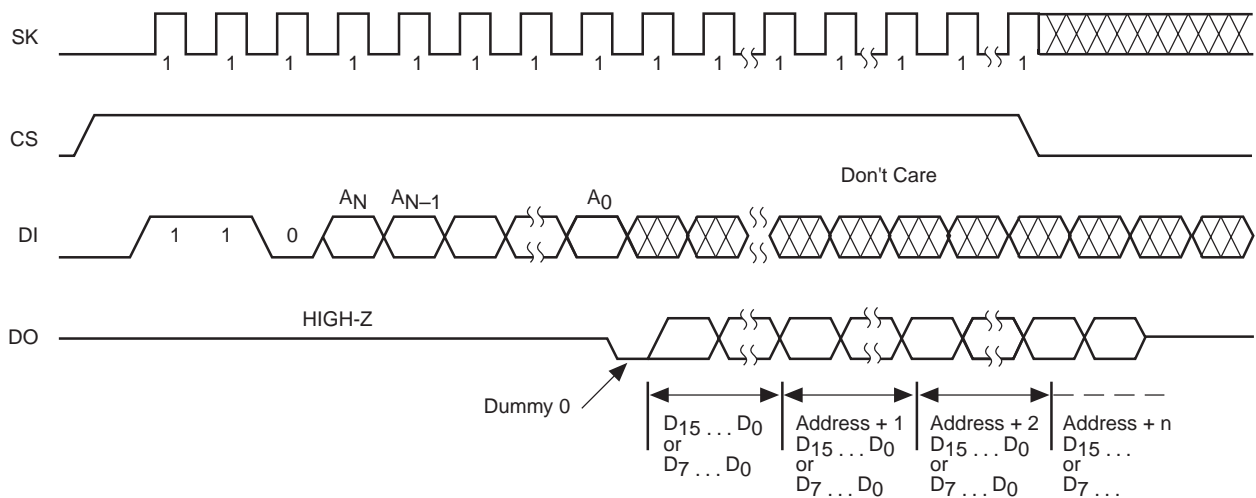 SK
1 1 1 1 1 1 1 1 1 1 1 1 1 1 1
CS
Don't Care
AN AN–1 A0
DI
1 1 0
HIGH-Z
DO
Dummy 0
D15 . . . D0
or
D7 . . . D0
Address + 1
D15 . . . D0
or
D7 . . . D0
Address + 2
D15 . . . D0
or
D7 . . . D0
Address + n
D15 . . .
or
D7 . . .